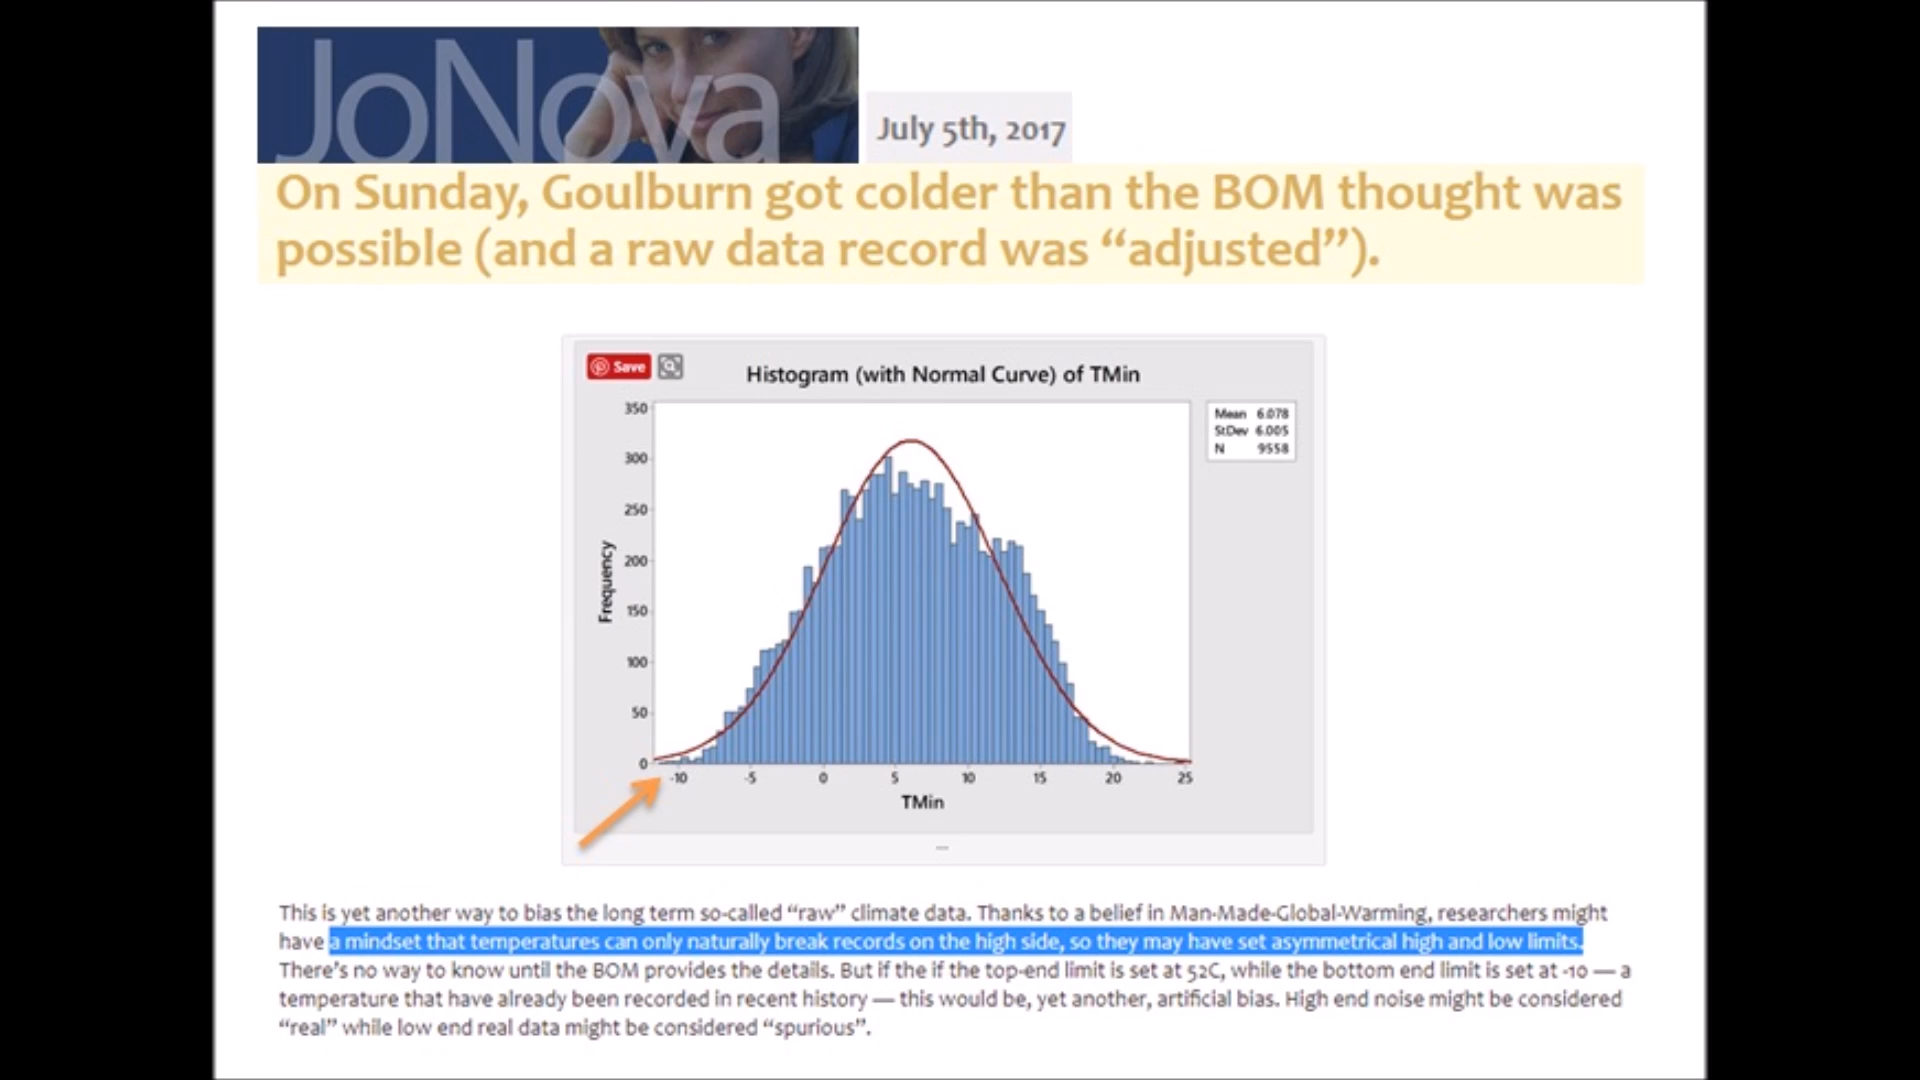 JoNova
July 5th, 2017
On Sunday, Goulburn got colder than the BOM thought was
possible (and a raw data record was “adjusted”).
Save
Histogram (with Normal Curve) of TMin
350
300
250
200
150
100
50
0
Frequency
-10 -5 0 5 10 15 20 25
TMin
Mean 6.078
StDev 6.005
N 9558
...
This is yet another way to bias the long term so-called “raw” climate data. Thanks to a belief in Man-Made-Global-Warming, researchers might
have a mindset that temperatures can only naturally break records on the high side, so they may have set asymmetrical high and low limits.
There’s no way to know until the BOM provides the details. But if the if the top-end limit is set at 52C, while the bottom end limit is set at -10 — a
temperature that have already been recorded in recent history — this would be, yet another, artificial bias. High end noise might be considered
“real” while low end real data might be considered “spurious”.